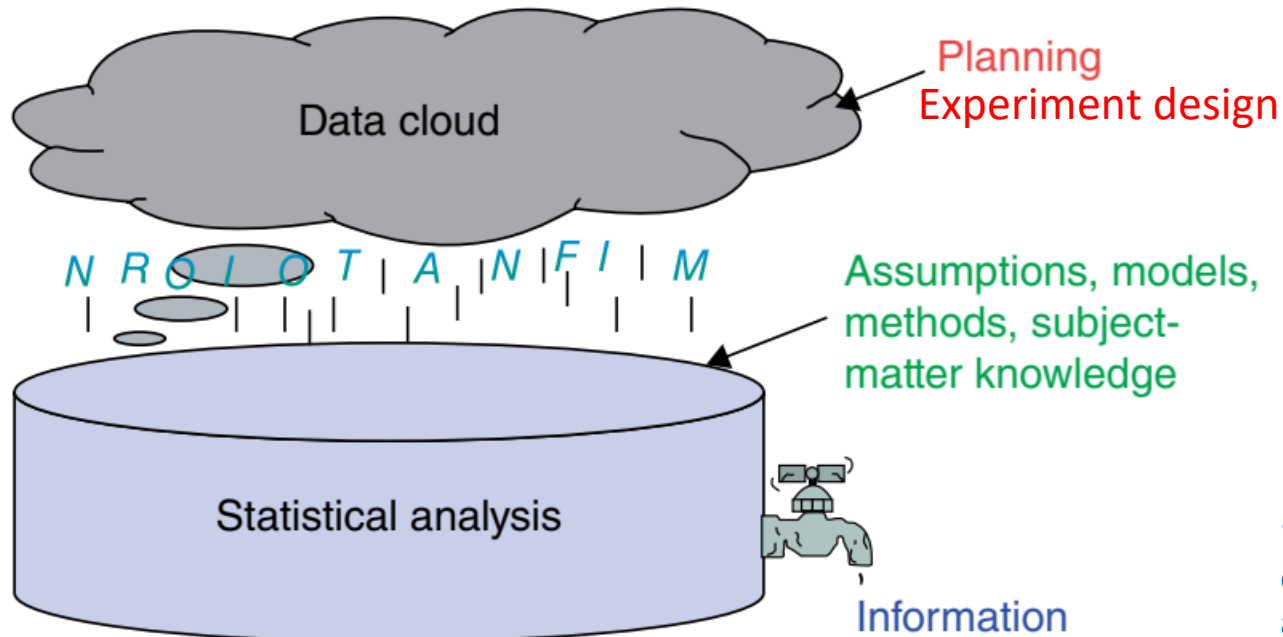 Planning
Experiment design
Data cloud
N R O I O T A N F I M
Assumptions, models,
methods, subject-
matter knowledge
Statistical analysis
Information